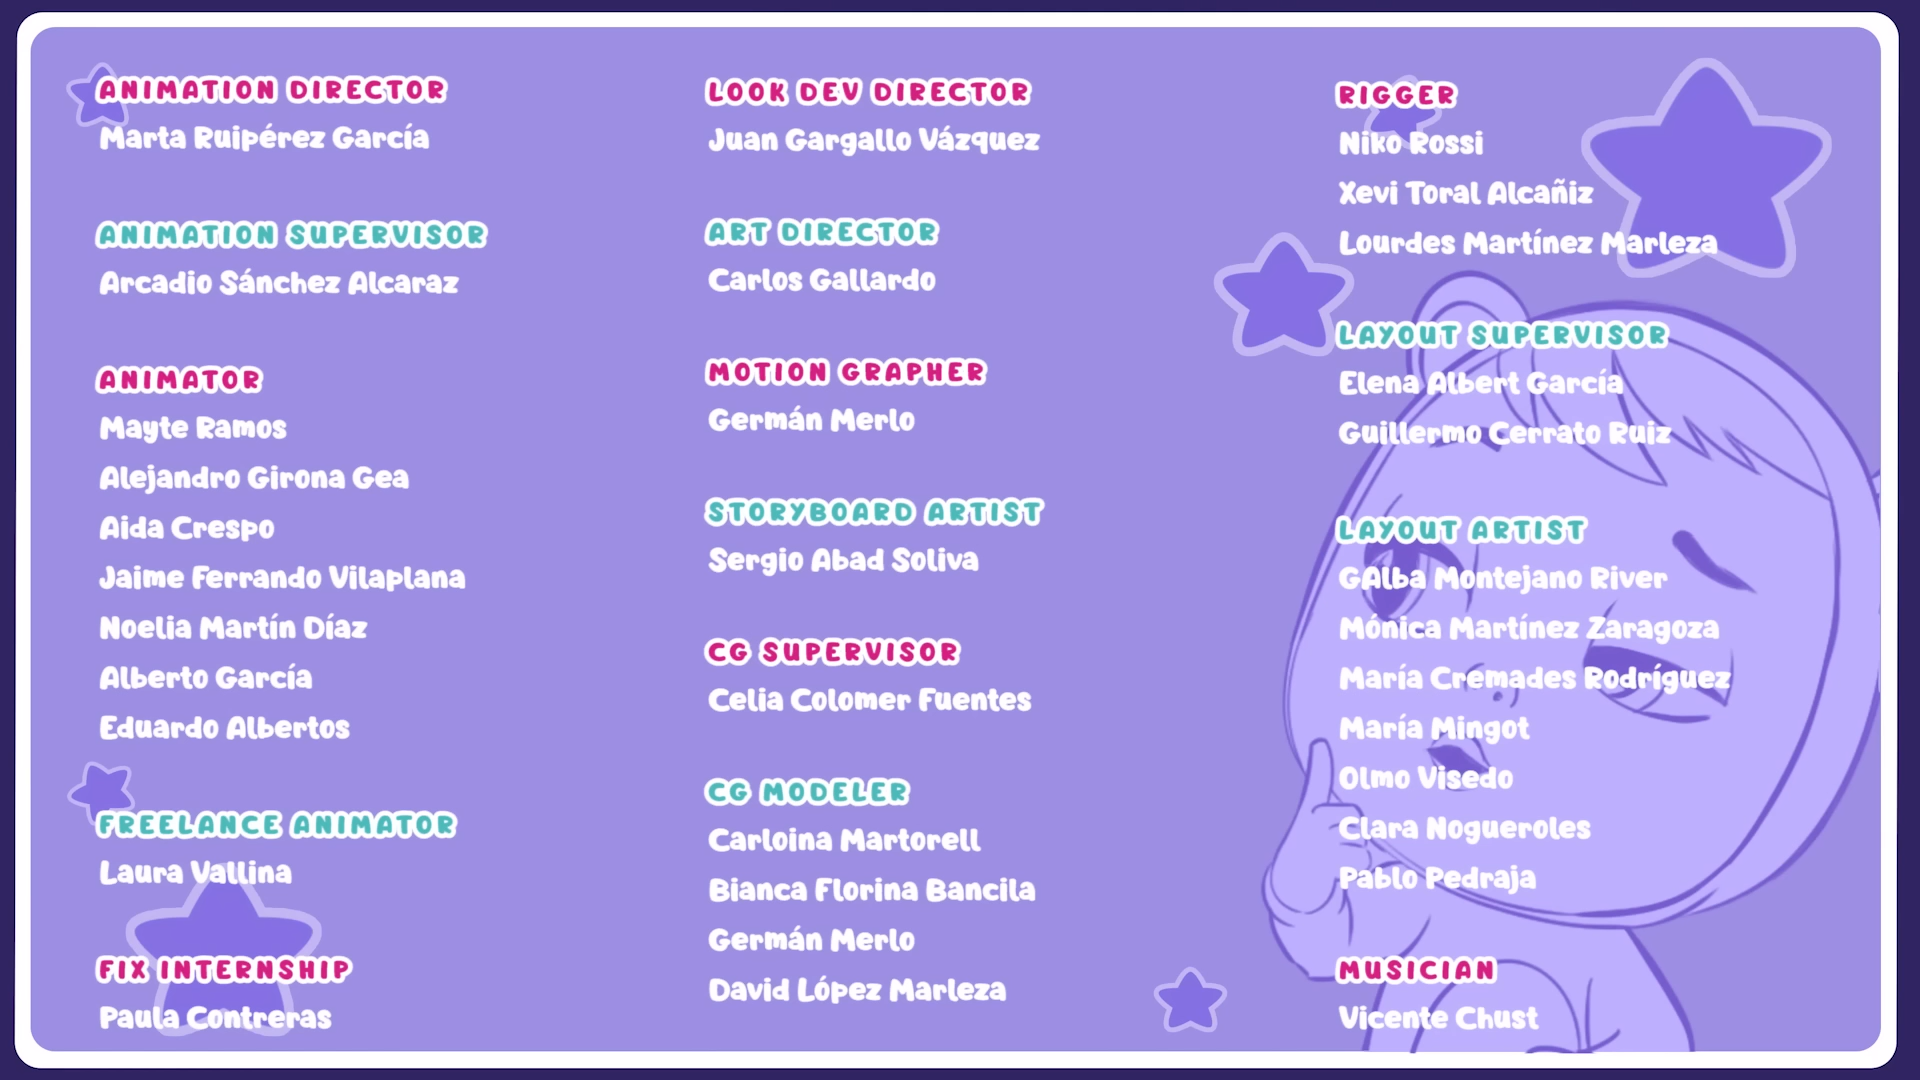 ANIMATION DIRECTOR
Marta Ruipérez García
ANIMATION SUPERVISOR
Arcadio Sánchez Alcaraz
ANIMATOR
Mayte Ramos
Alejandro Girona Gea
Aida Crespo
Jaime Ferrando Vilaplana
Noelia Martín Díaz
Alberto García
Eduardo Albertos
FREELANCE ANIMATOR
Laura Vallina
FIX INTERNSHIP
Paula Contreras
LOOK DEV DIRECTOR
Juan Gargallo Vázquez
ART DIRECTOR
Carlos Gallardo
MOTION GRAPHER
Germán Merlo
STORYBOARD ARTIST
Sergio Abad Soliva
CG SUPERVISOR
Celia Colomer Fuentes
CG MODELER
Carloina Martorell
Bianca Florina Bancila
Germán Merlo
David López Marleza
RIGGER
Niko Rossi
Xevi Toral Alcañiz
Lourdes Martínez Marleza
LAYOUT SUPERVISOR
Elena Albert García
Guillermo Cerrato Ruiz
LAYOUT ARTIST
GAlba Montejano River
Mónica Martínez Zaragoza
María Cremades Rodríguez
María Mingot
Olmo Visedo
Clara Nogueroles
Pablo Pedraja
MUSICIAN
Vicente Chust